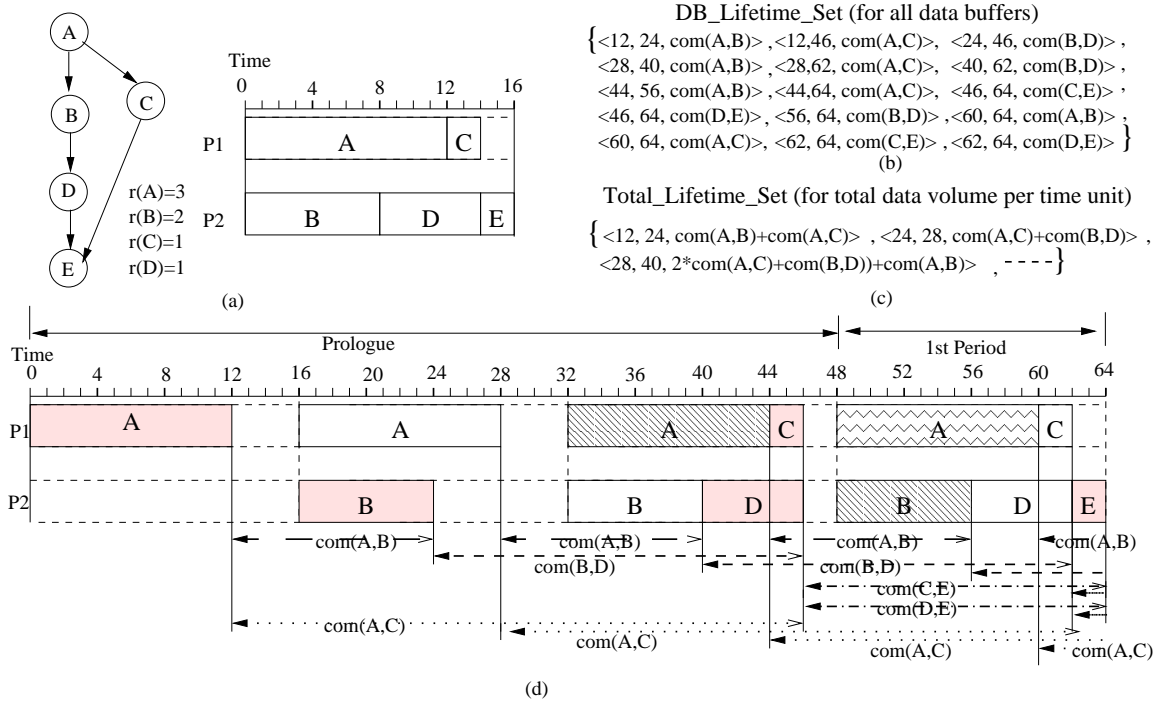 A
B
C
D
E
r(A)=3
r(B)=2
r(C)=1
r(D)=1
Time
0 4 8 12 16
P1 A C
P2 B D E
(a)
DB_Lifetime_Set (for all data buffers)
{<12, 24, com(A,B)> ,<12,46, com(A,C)>, <24, 46, com(B,D)> ,
<28, 40, com(A,B)> ,<28,62, com(A,C)>, <40, 62, com(B,D)> ,
<44, 56, com(A,B)> ,<44,64, com(A,C)>, <46, 64, com(C,E)> ,
<46, 64, com(D,E)> ,<56, 64, com(B,D)> ,<60, 64, com(A,B)> ,
<60, 64, com(A,C)>, <62, 64, com(C,E)> ,<62, 64, com(D,E)> }
(b)
Total_Lifetime_Set (for total data volume per time unit)
{ <12, 24, com(A,B)+com(A,C)> , <24, 28, com(A,C)+com(B,D)> ,
<28, 40, 2*com(A,C)+com(B,D))+com(A,B)> , ---- }
(c)
Prologue 1st Period
Time
0 4 8 12 16 20 24 28 32 36 40 44 48 52 56 60 64
P1 A A A C A C
P2 B B D B D E
com(A,B) com(A,B) com(A,B) com(A,B)
com(B,D) com(B,D)
com(C,E)
com(D,E)
com(A,C) com(A,C) com(A,C) com(A,C)
(d)